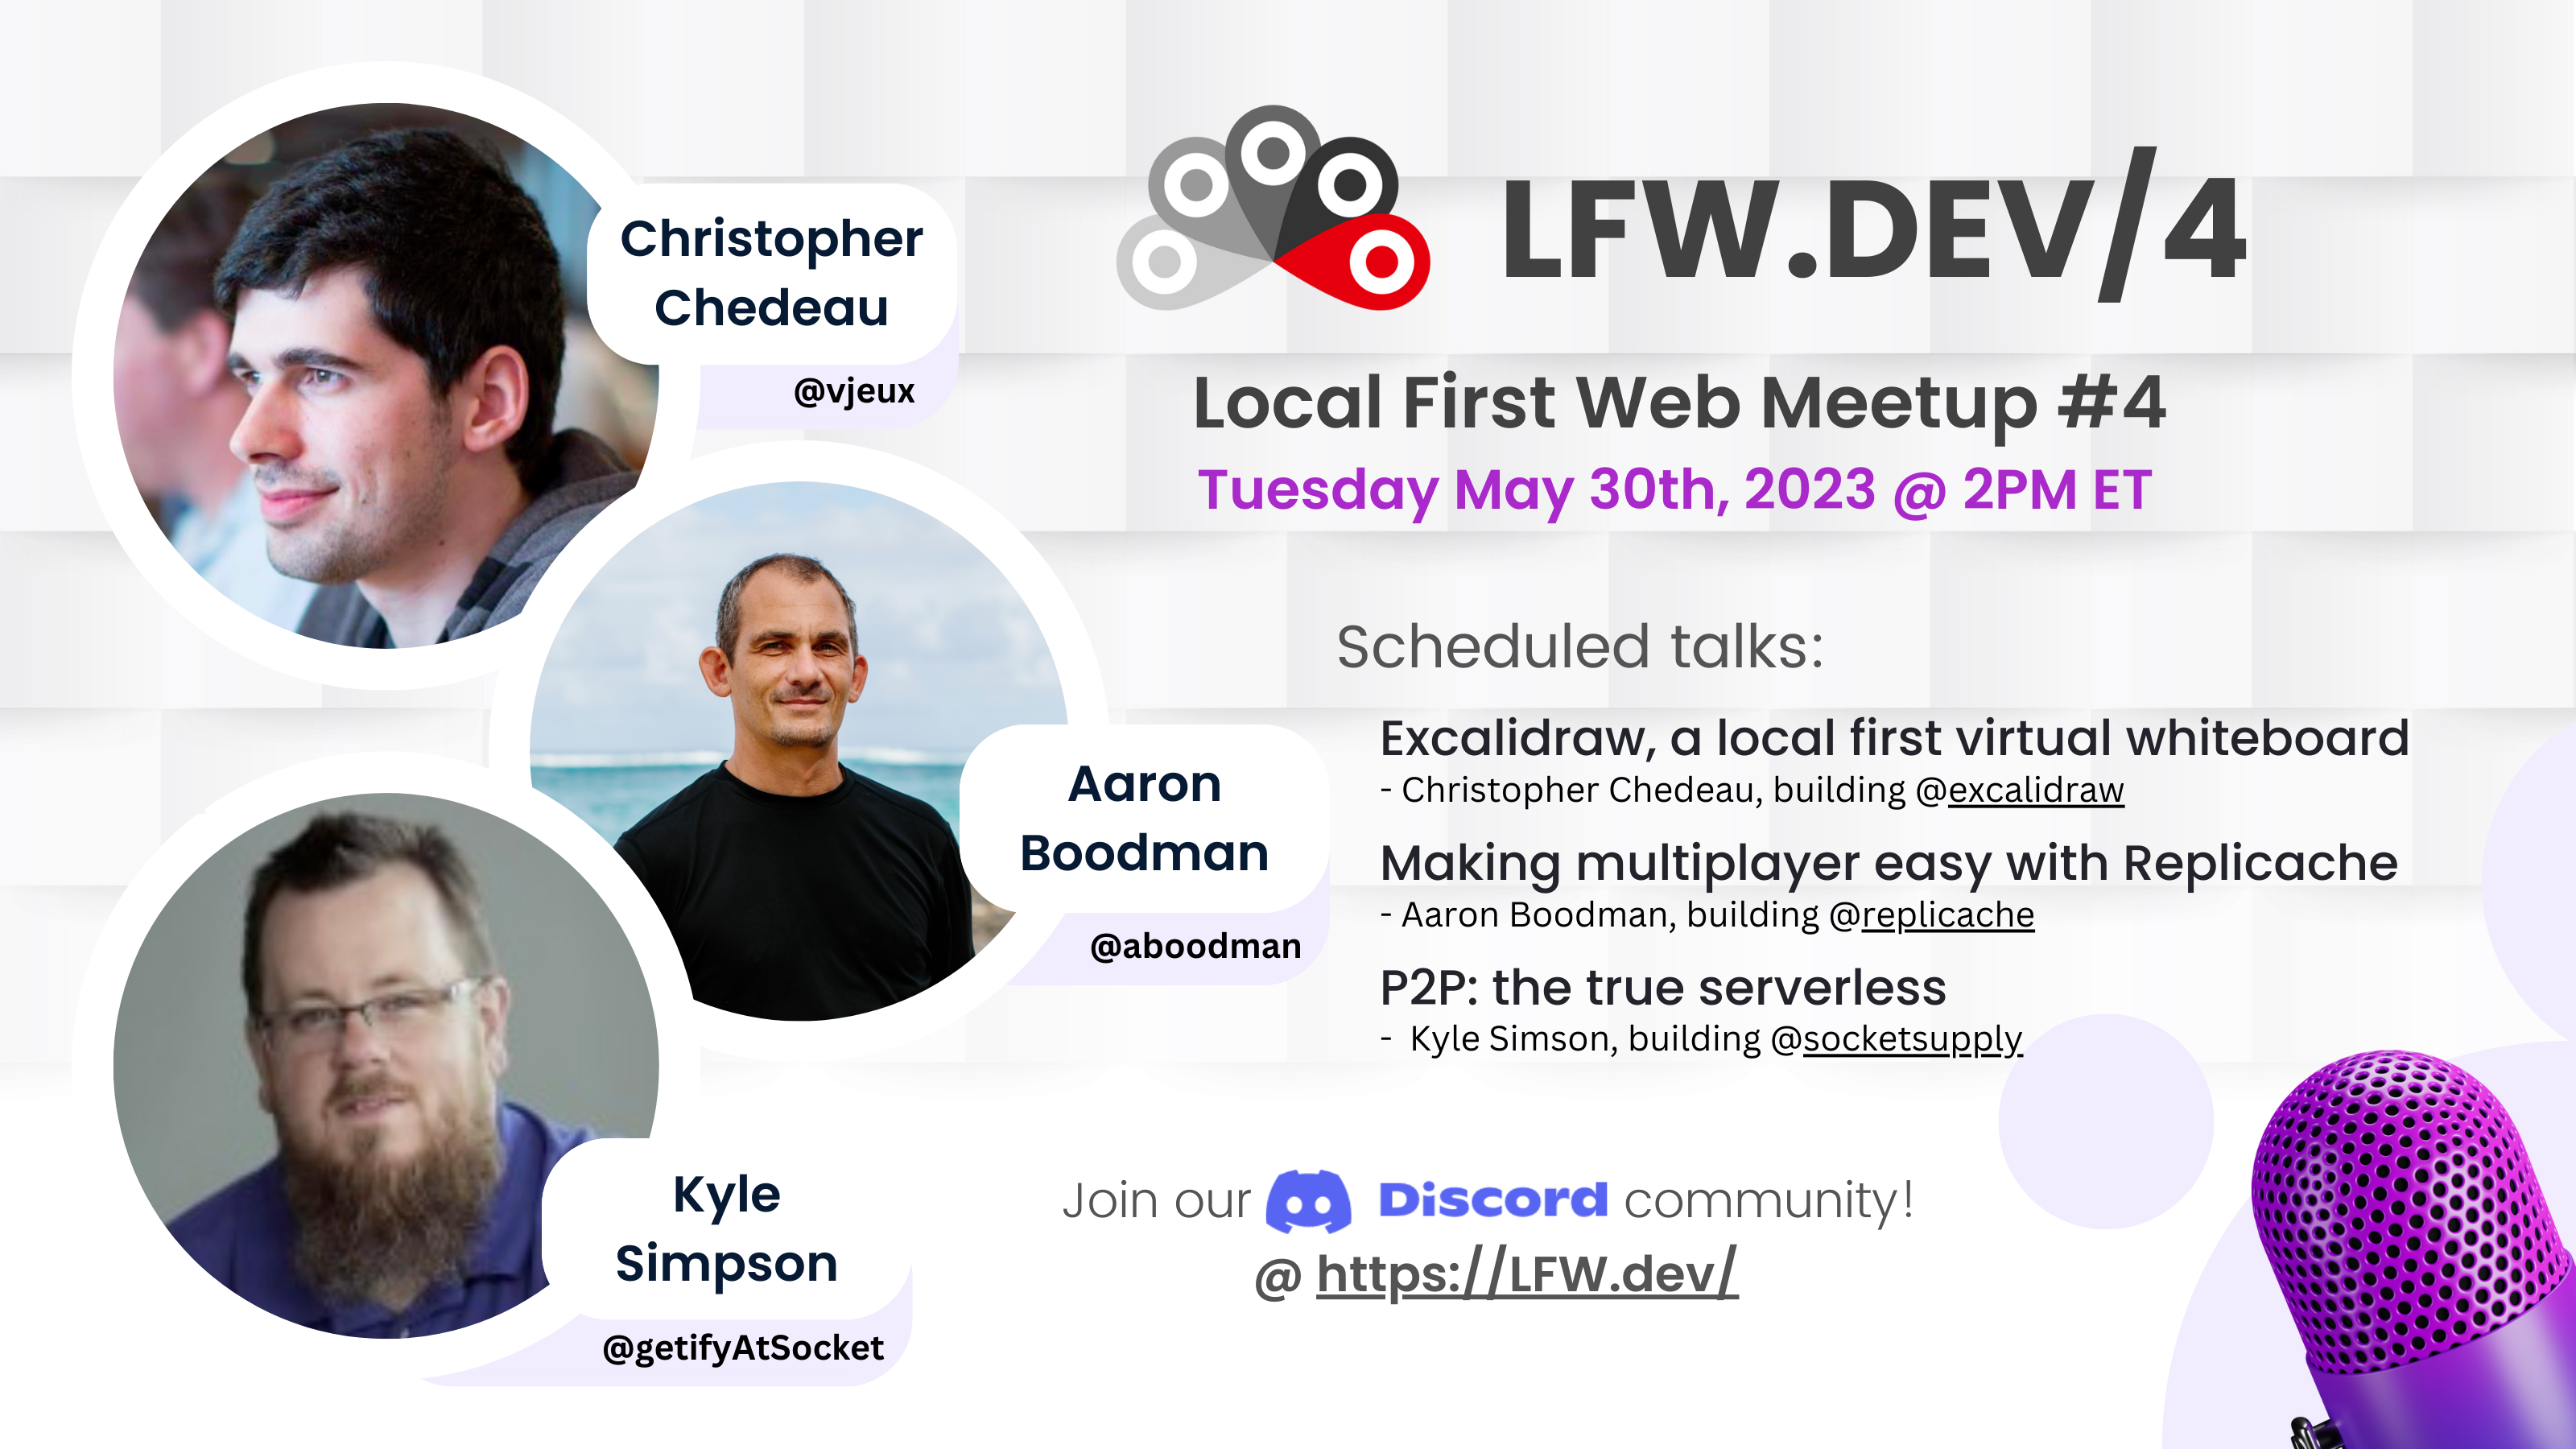 Christopher
Chedeau
@vjeux
Aaron
Boodman
@aboodman
Kyle
Simpson
@getifyAtSocket
LFW.DEV/4
Local First Web Meetup #4
Tuesday May 30th, 2023 @ 2PM ET
Scheduled talks:
Excalidraw, a local first virtual whiteboard
- Christopher Chedeau, building @excalidraw
Making multiplayer easy with Replicache
- Aaron Boodman, building @replicache
P2P: the true serverless
- Kyle Simson, building @socketsupply
Join our Discord community!
@ https://LFW.dev/